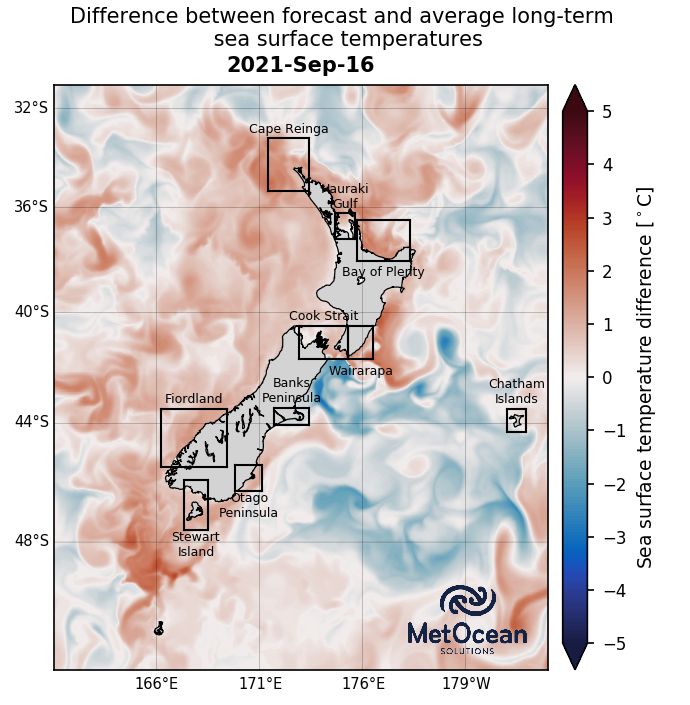 Difference between forecast and average long-term
sea surface temperatures
2021-Sep-16
32°S
36°S
40°S
44°S
48°S
166°E
171°E
176°E
179°W
Cape Reinga
Hauraki
Gulf
Bay of Plenty
Cook Strait
Wairarapa
Banks
Peninsula
Chatham
Islands
Fiordland
Otago
Peninsula
Stewart
Island
MetOcean
SOLUTIONS
5
4
3
2
1
0
−1
−2
−3
−4
−5
Sea surface temperature difference [°C]